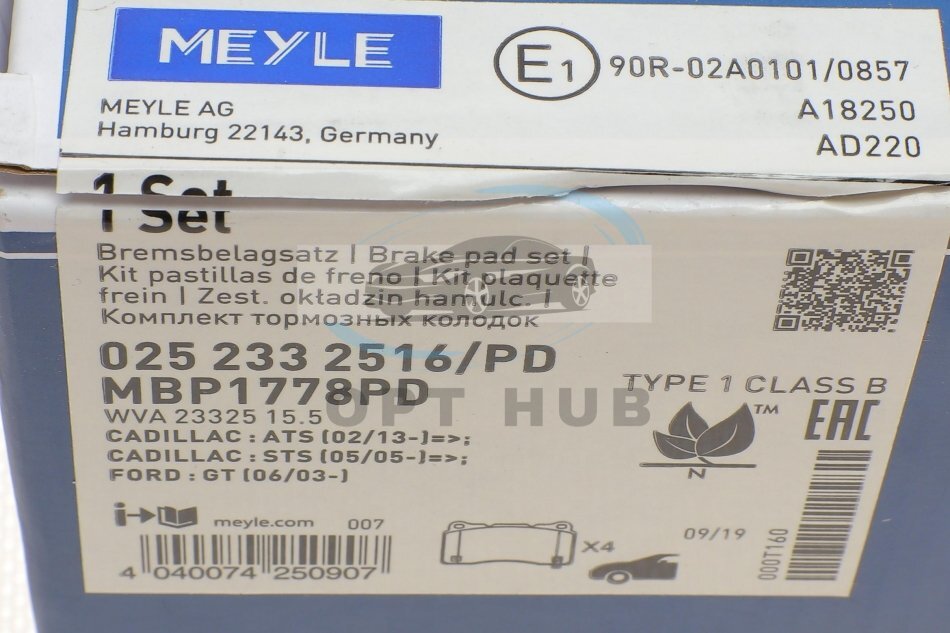 MEYLE
E1 90R-02A0101/0857
MEYLE AG
A18250
Hamburg 22143, Germany
AD220
1 Set
1 Set
Bremsbelagsatz | Brake pad set |
Kit pastillas de freno | Kit plaquette
frein | Zest. okładzin hamulc. |
Комплект тормозных колодок
025 233 2516/PD
MBP1778PD
WVA 23325 15.5
OPT HUB
TYPE 1 CLASS B
TM
EAC
N
CADILLAC : ATS (02/13-)=>;
CADILLAC : STS (05/05-)=>;
FORD : GT (06/03-)
i
meyle.com
007
X4
09/19
000T160
4 040074 250907